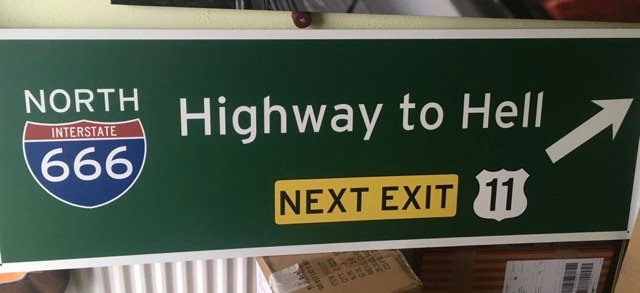 NORTH
INTERSTATE
666
Highway to Hell
NEXT EXIT
11